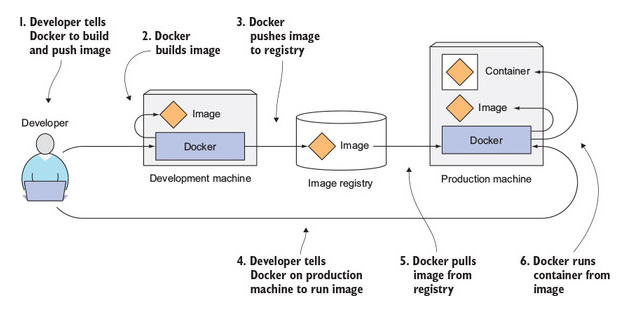 1. Developer tells
Docker to build
and push image
2. Docker
builds image
3. Docker
pushes image
to registry
Developer
Image
Docker
Development machine
Image
Image registry
Container
Image
Docker
Production machine
4. Developer tells
Docker on production
machine to run image
5. Docker pulls
image from
registry
6. Docker runs
container from
image